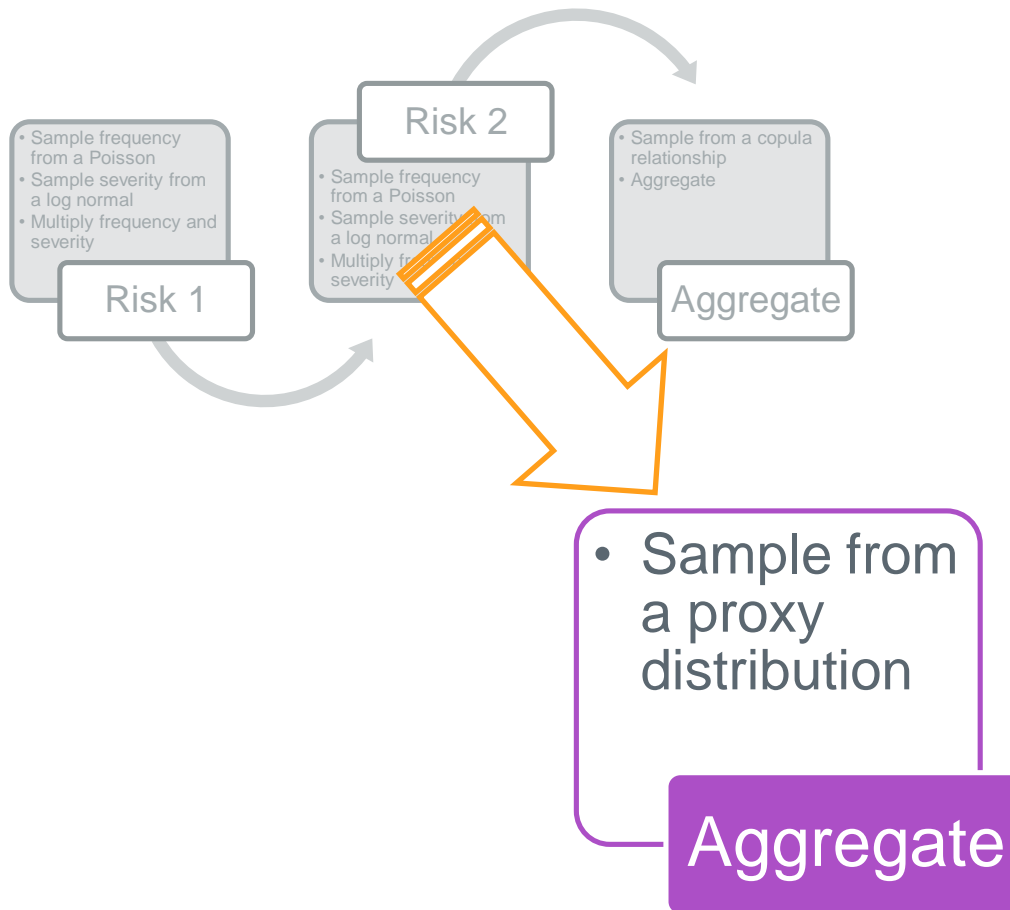 • Sample frequency
from a Poisson
• Sample severity from
a log normal
• Multiply frequency and
severity
Risk 1
Risk 2
• Sample frequency
from a Poisson
• Sample severity
a log normal
• Multiply
severity
• Sample from a copula
relationship
• Aggregate
Aggregate
• Sample from
a proxy
distribution
Aggregate